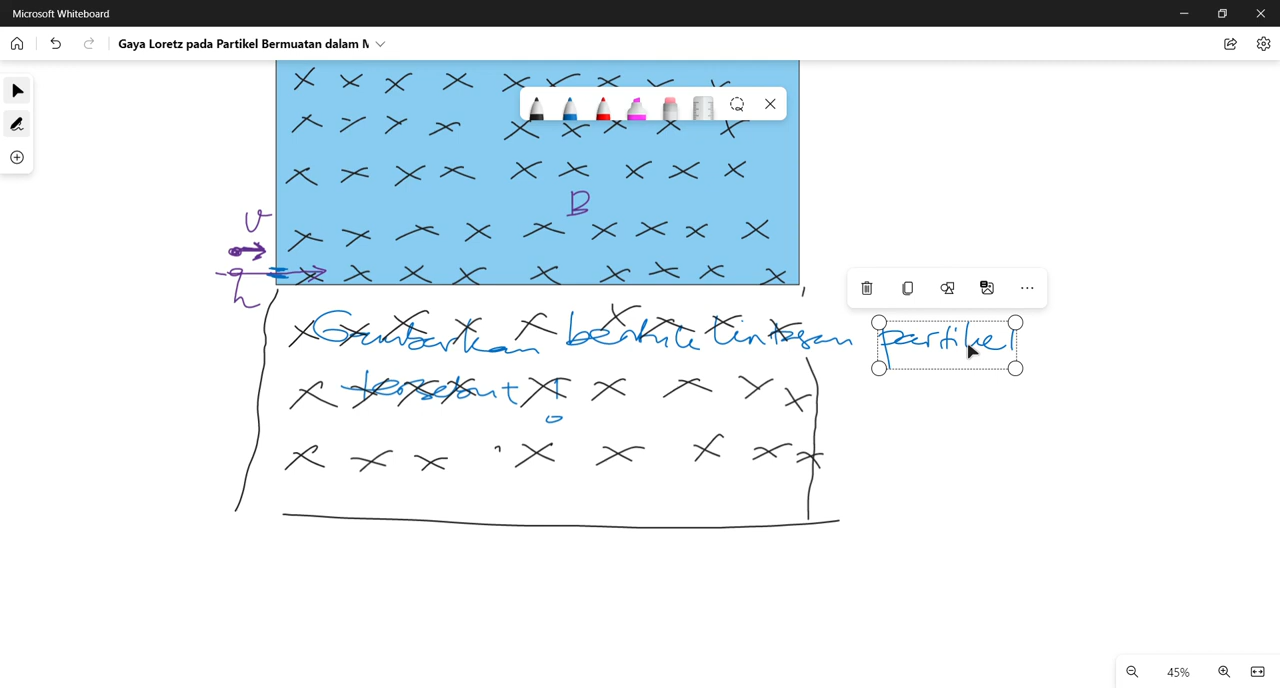 Microsoft Whiteboard
Gaya Loretz pada Partikel Bermuatan dalam M
B
v
Gambarkan bentuk lintasan partikel
tersebut !
45%